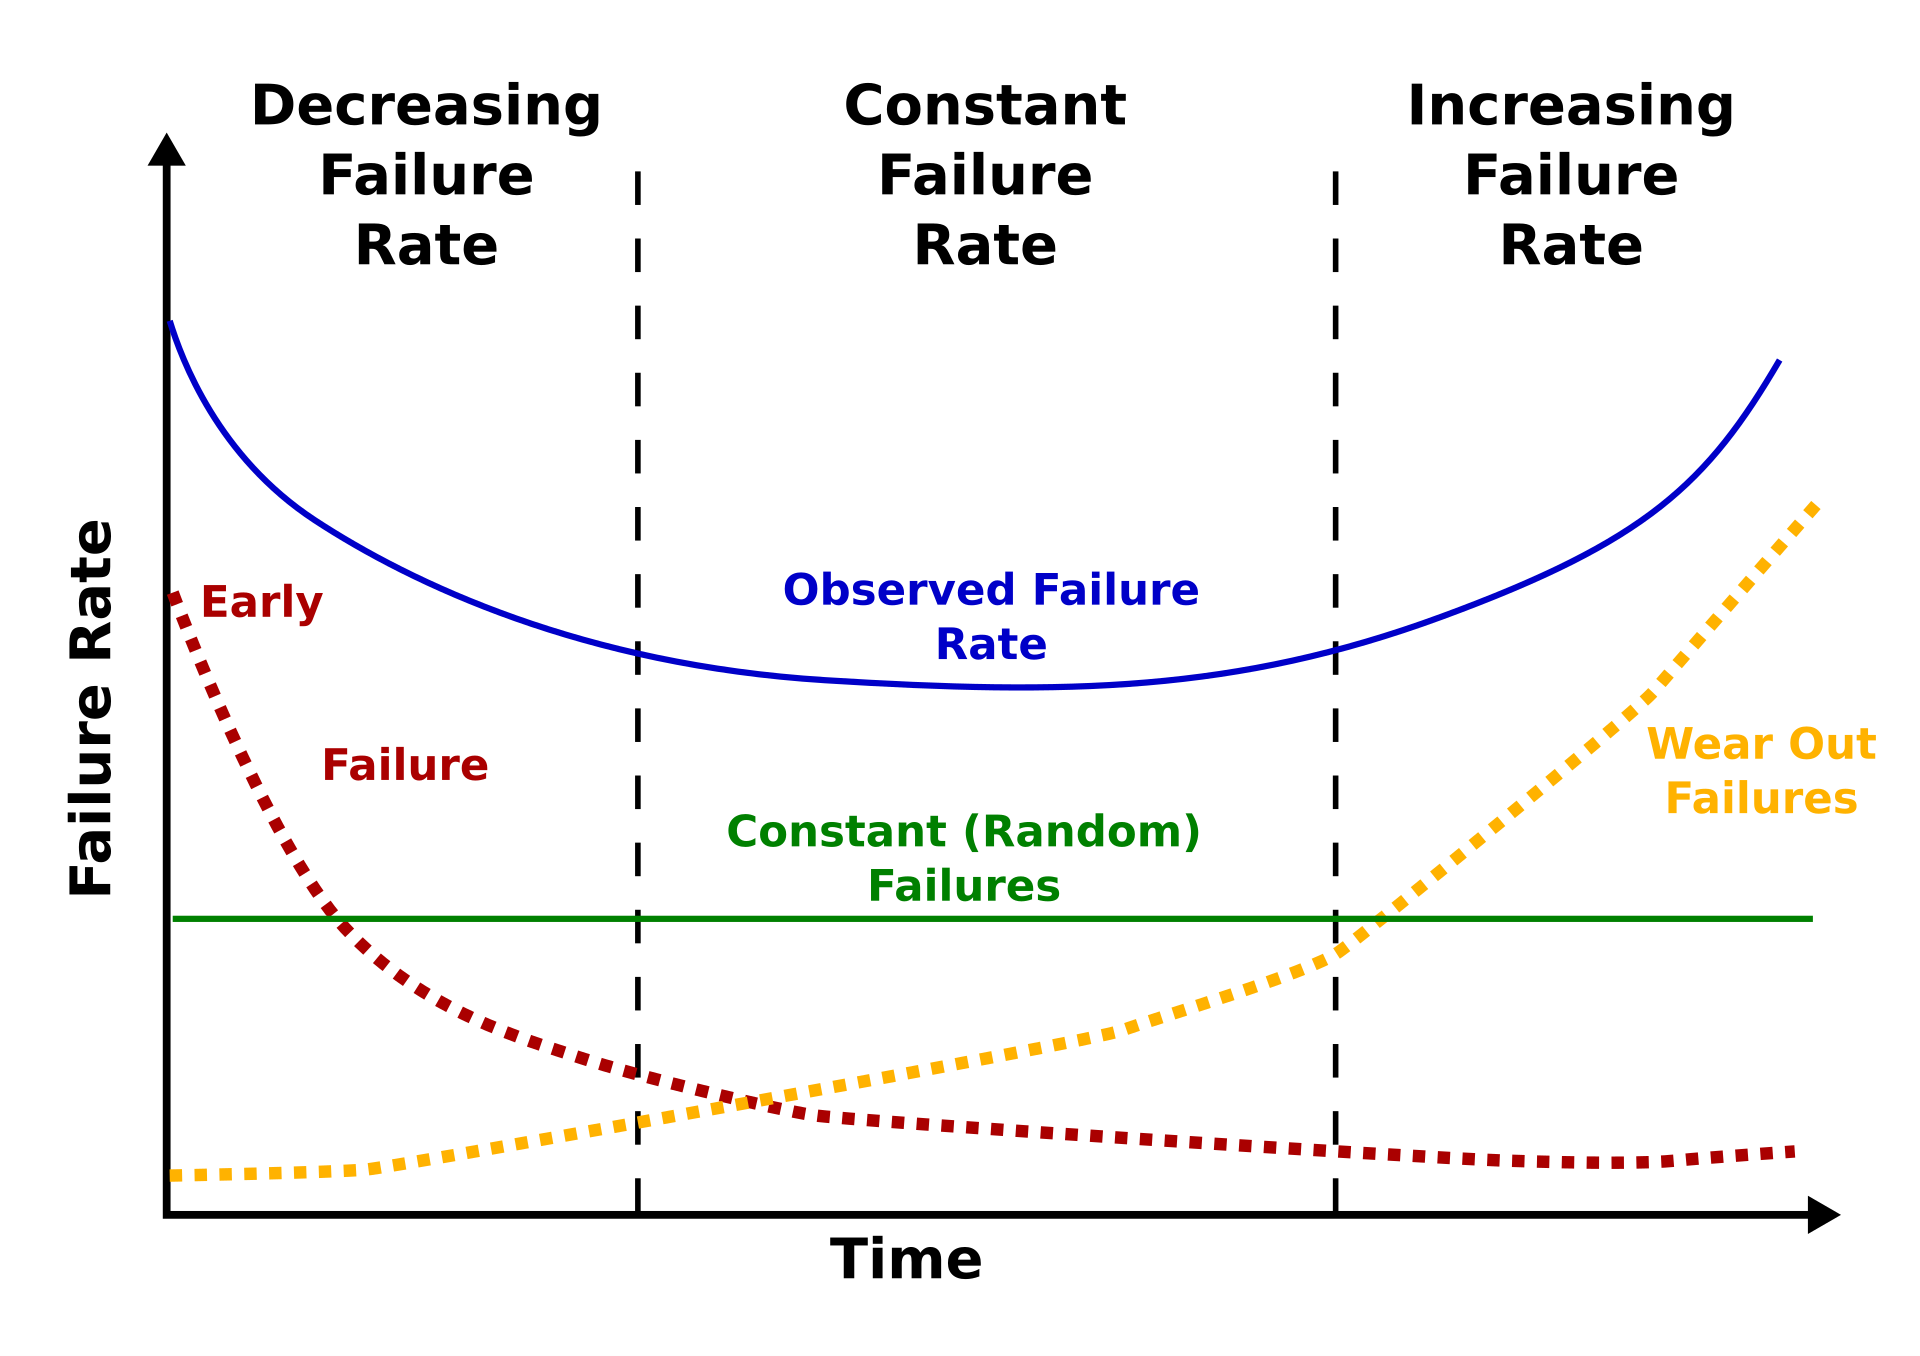 Decreasing
Failure
Rate
Constant
Failure
Rate
Increasing
Failure
Rate
Failure Rate
Early
Failure
Observed Failure
Rate
Constant (Random)
Failures
Wear Out
Failures
Time